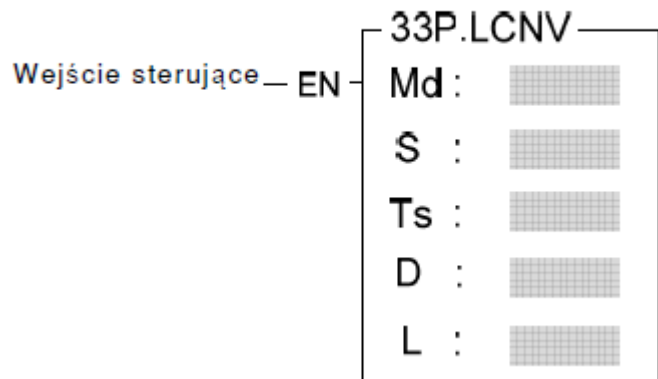 33P.LCNV
Wejście sterujące EN Md :
S :
Ts :
D :
L :